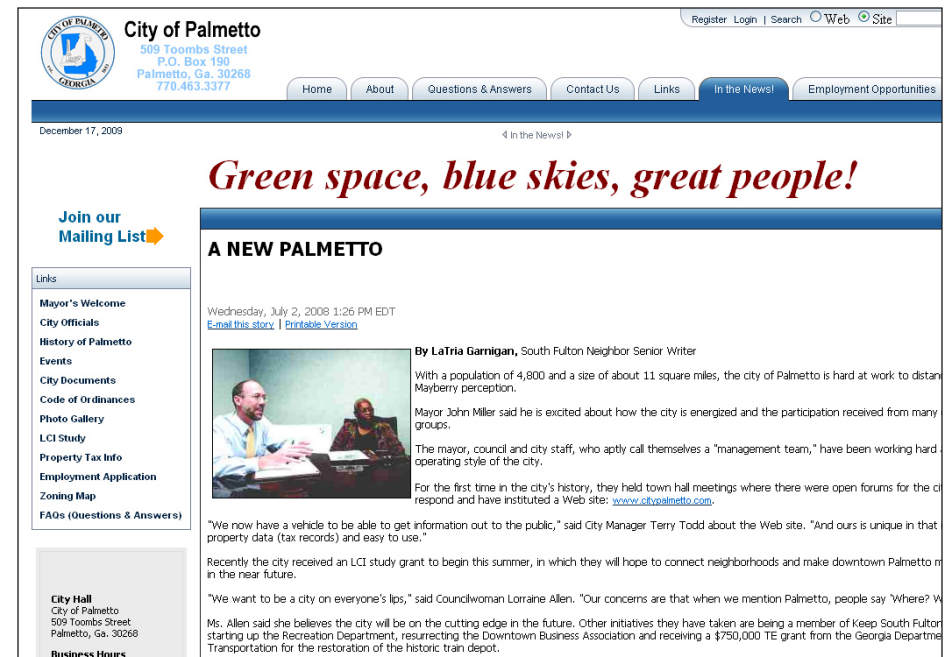 CITY OF PALMETTO
GEORGIA
City of Palmetto
509 Toombs Street
P.O. Box 190
Palmetto, Ga. 30268
770.463.3377
Register Login | Search Web Site
Home About Questions & Answers Contact Us Links In the News! Employment Opportunities
December 17, 2009
In the News!
Green space, blue skies, great people!
Join our
Mailing List
Links
Mayor's Welcome
City Officials
History of Palmetto
Events
City Documents
Code of Ordinances
Photo Gallery
LCI Study
Property Tax Info
Employment Application
Zoning Map
FAQs (Questions & Answers)
City Hall
City of Palmetto
509 Toombs Street
Palmetto, Ga. 30268
Business Hours
A NEW PALMETTO
Wednesday, July 2, 2008 1:26 PM EDT
E-mail this story | Printable Version
By LaTria Garnigan, South Fulton Neighbor Senior Writer
With a population of 4,800 and a size of about 11 square miles, the city of Palmetto is hard at work to distan
Mayberry perception.
Mayor John Miller said he is excited about how the city is energized and the participation received from many
groups.
The mayor, council and city staff, who aptly call themselves a "management team," have been working hard
operating style of the city.
For the first time in the city's history, they held town hall meetings where there were open forums for the ci
respond and have instituted a Web site: www.citypalmetto.com.
"We now have a vehicle to be able to get information out to the public," said City Manager Terry Todd about the Web site. "And ours is unique in that
property data (tax records) and easy to use."
Recently the city received an LCI study grant to begin this summer, in which they will hope to connect neighborhoods and make downtown Palmetto m
in the near future.
"We want to be a city on everyone's lips," said Councilwoman Lorraine Allen. "Our concerns are that when we mention Palmetto, people say 'Where? W
Ms. Allen said she believes the city will be on the cutting edge in the future. Other initiatives they have taken are being a member of Keep South Fulton
starting up the Recreation Department, resurrecting the Downtown Business Association and receiving a $750,000 TE grant from the Georgia Departme
Transportation for the restoration of the historic train depot.